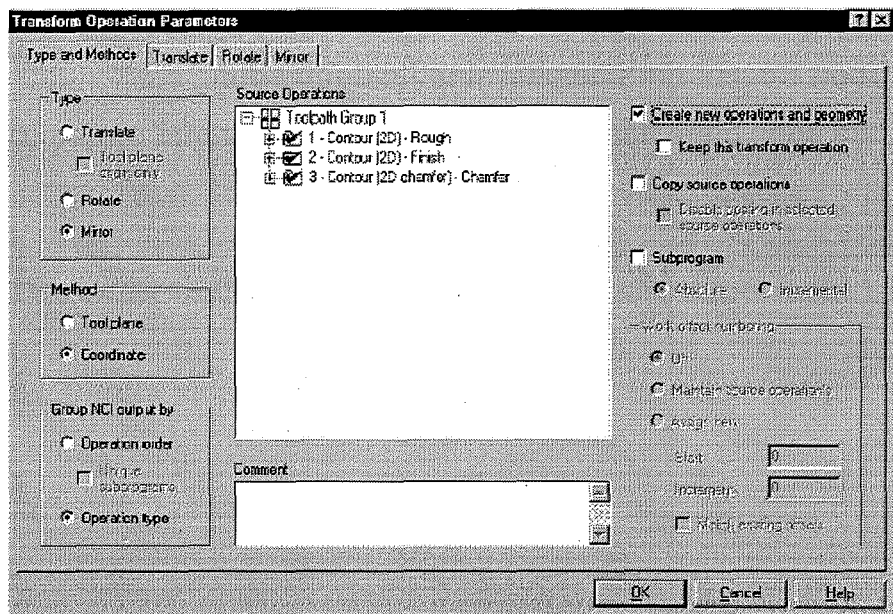 Transform Operation Parameters
Type and Methods
Translate
Rotate
Mirror
Type
Translate
Toolplane
origin only
Rotate
Mirror
Method
Tool plane
Coordinate
Group NCI output by
Operation order
Unique
subprograms
Operation type
Source Operations
Toolpath Group 1
1 - Contour (2D) - Rough
2 - Contour (2D) - Finish
3 - Contour (2D chamfer) - Chamfer
Comment
Create new operations and geometry
Keep this transform operation
Copy source operations
Disable posting in selected
source operations
Subprogram
Absolute
Incremental
Work offset numbering
Off
Maintain source operation's
Assign new
Start
0
Increment
0
Match existing offsets
OK
Cancel
Help